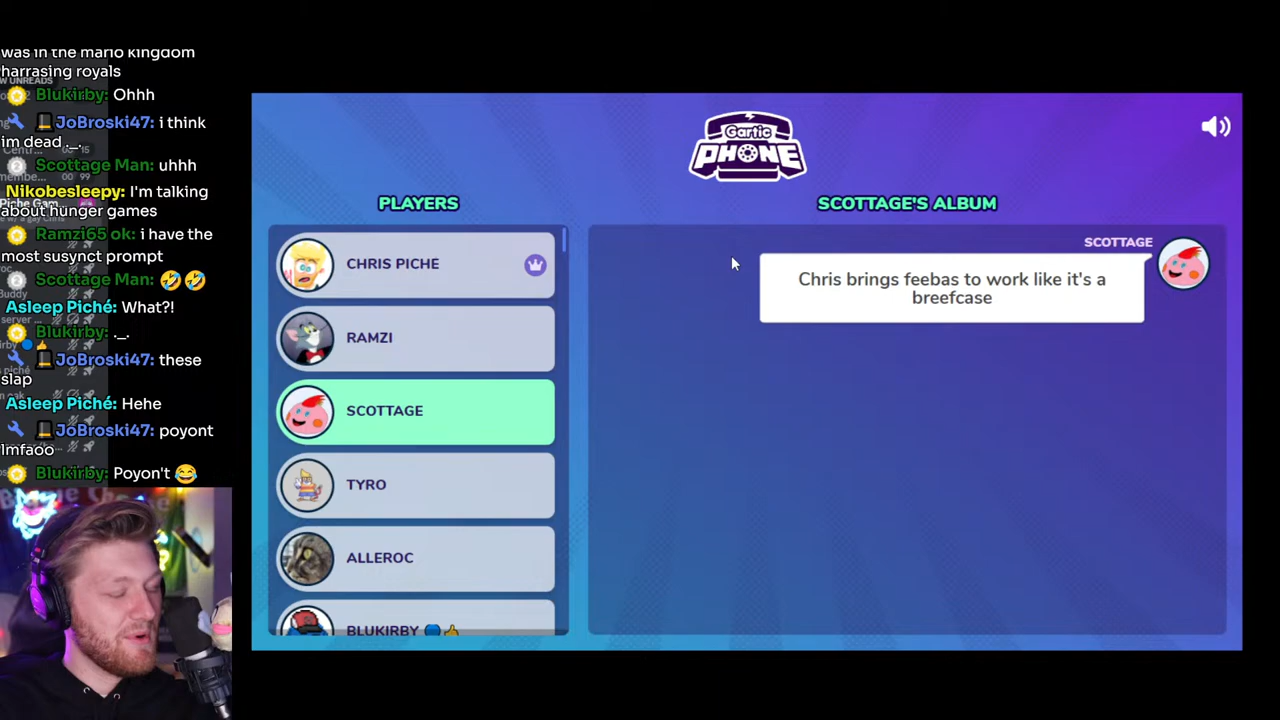 was in the mario kingdom
harrasing royals
Blukirby: Ohhh
JoBroski47: i think
im dead ._.
Scottage Man: uhhh
Nikobesleepy: I'm talking
about hunger games
Ramzi65 ok: i have the
most susynct prompt
Scottage Man: 🤣🤣
Asleep Piché: What?!
Blukirby: ._.
JoBroski47: these
slap
Asleep Piché: Hehe
JoBroski47: poyont
lmfaoo
Blukirby: Poyon't 😂
Gartic
PHONE
PLAYERS
CHRIS PICHE
RAMZI
SCOTTAGE
TYRO
ALLEROC
BLUKIRBY 🔵👍
SCOTTAGE'S ALBUM
SCOTTAGE
Chris brings feebas to work like it's a
breefcase